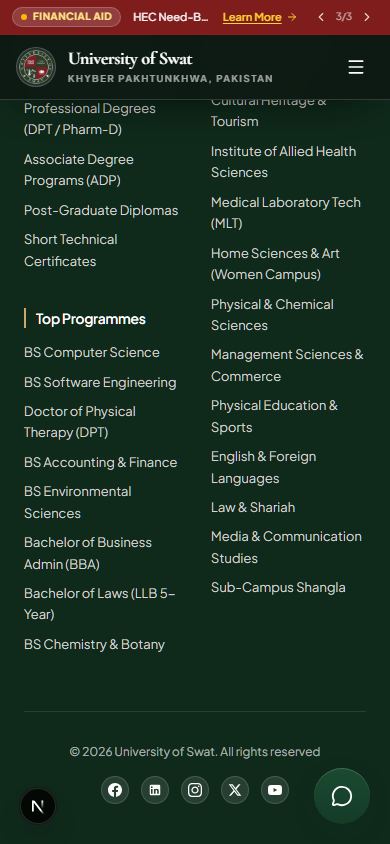 FINANCIAL AID
HEC Need-B...
Learn More
3/3
University of Swat
KHYBER PAKHTUNKHWA, PAKISTAN
Professional Degrees
(DPT / Pharm-D)
Associate Degree
Programs (ADP)
Post-Graduate Diplomas
Short Technical
Certificates
Top Programmes
BS Computer Science
BS Software Engineering
Doctor of Physical
Therapy (DPT)
BS Accounting & Finance
BS Environmental
Sciences
Bachelor of Business
Admin (BBA)
Bachelor of Laws (LLB 5–
Year)
BS Chemistry & Botany
Cultural Heritage &
Tourism
Institute of Allied Health
Sciences
Medical Laboratory Tech
(MLT)
Home Sciences & Art
(Women Campus)
Physical & Chemical
Sciences
Management Sciences &
Commerce
Physical Education &
Sports
English & Foreign
Languages
Law & Shariah
Media & Communication
Studies
Sub-Campus Shangla
© 2026 University of Swat. All rights reserved